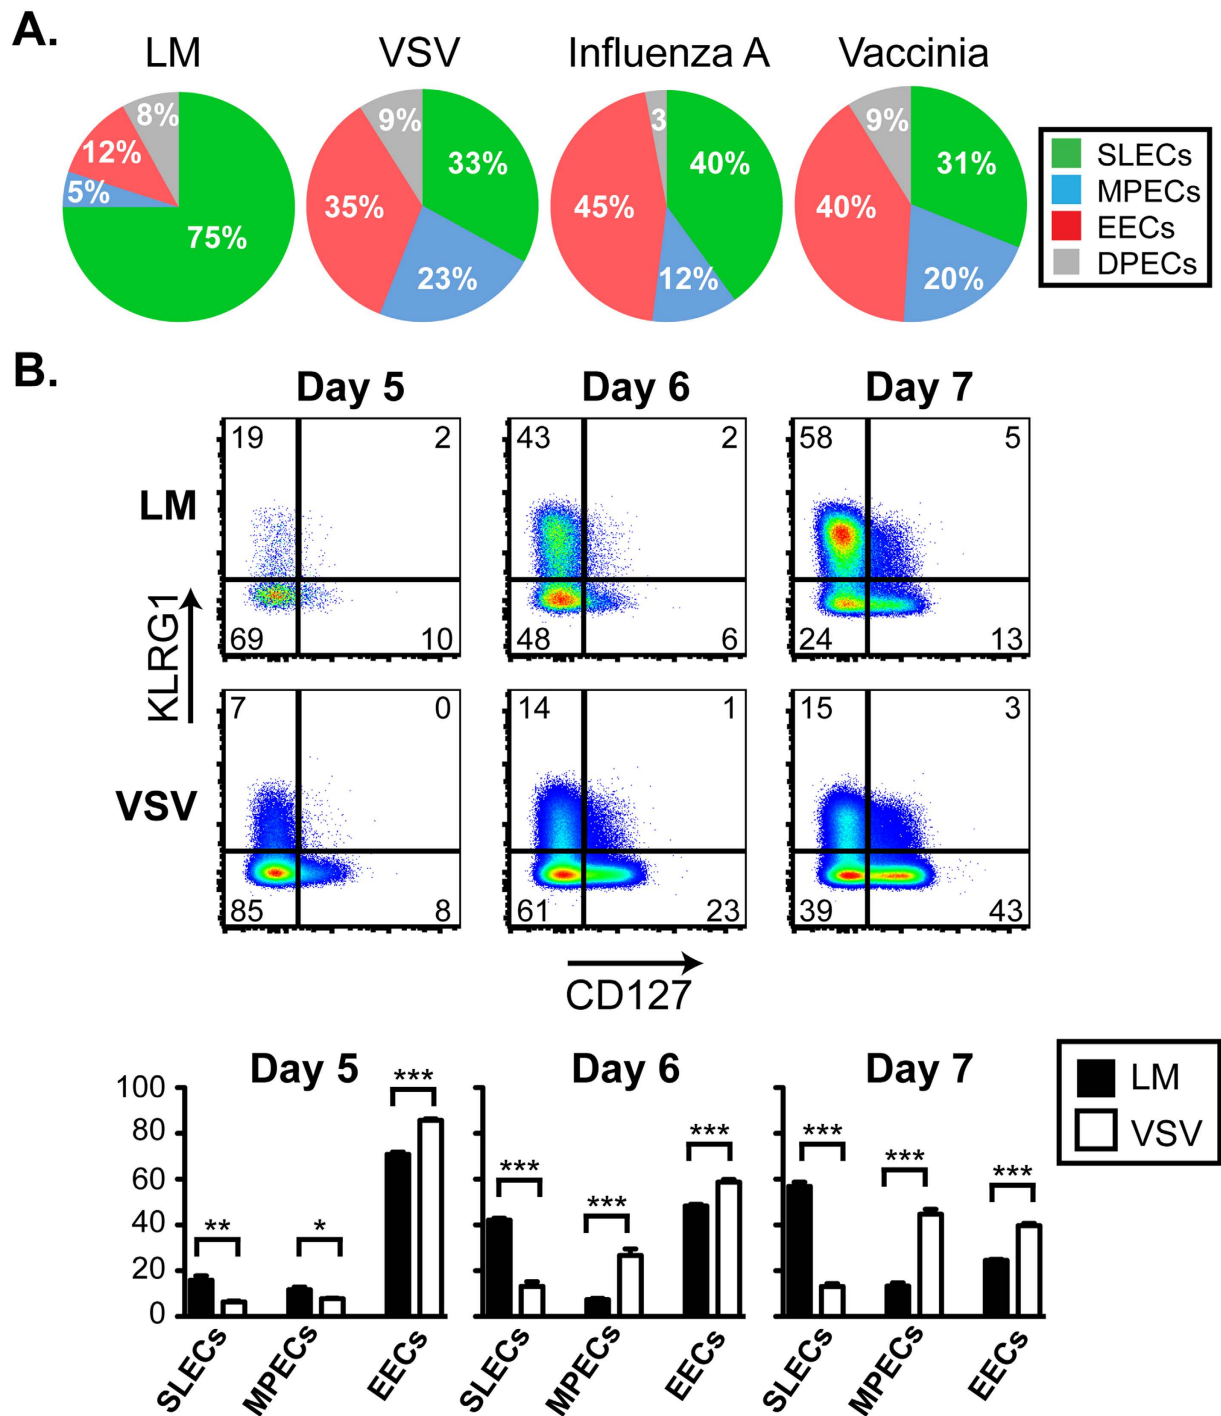 A.
LM VSV Influenza A Vaccinia
8% 12% 5% 75%
9% 33% 35% 23%
3 40% 45% 12%
9% 31% 40% 20%
SLECs
MPECs
EECs
DPECs
B.
Day 5 Day 6 Day 7
LM
19 2 43 2 58 5
69 10 48 6 24 13
KLRG1
VSV
7 0 14 1 15 3
85 8 61 23 39 43
CD127
Day 5 Day 6 Day 7
LM
VSV
100
80
60
40
20
0
** * ***
*** *** ***
*** *** ***
SLECs MPECs EECs SLECs MPECs EECs SLECs MPECs EECs